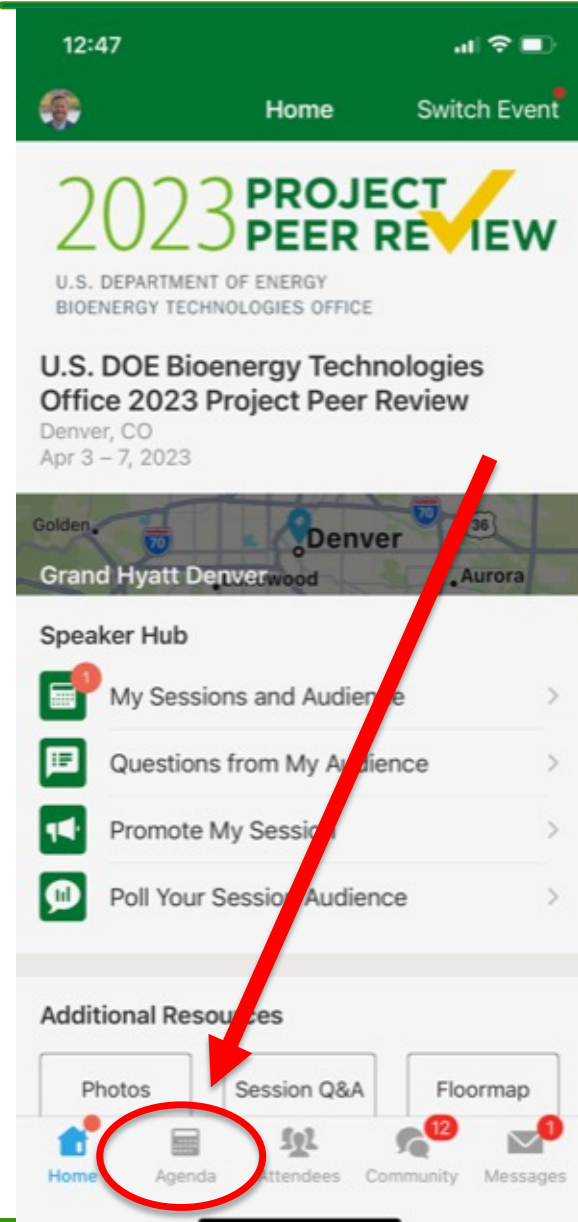 12:47
Home
Switch Event
2023 PROJECT
PEER REVIEW
U.S. DEPARTMENT OF ENERGY
BIOENERGY TECHNOLOGIES OFFICE
U.S. DOE Bioenergy Technologies
Office 2023 Project Peer Review
Denver, CO
Apr 3 – 7, 2023
Golden
70
70
36
Denver
Grand Hyatt Denver
Aurora
Speaker Hub
1
My Sessions and Audience
Questions from My Audience
Promote My Session
Poll Your Session Audience
Additional Resources
Photos
Session Q&A
Floormap
12
1
Home
Agenda
Attendees
Community
Messages